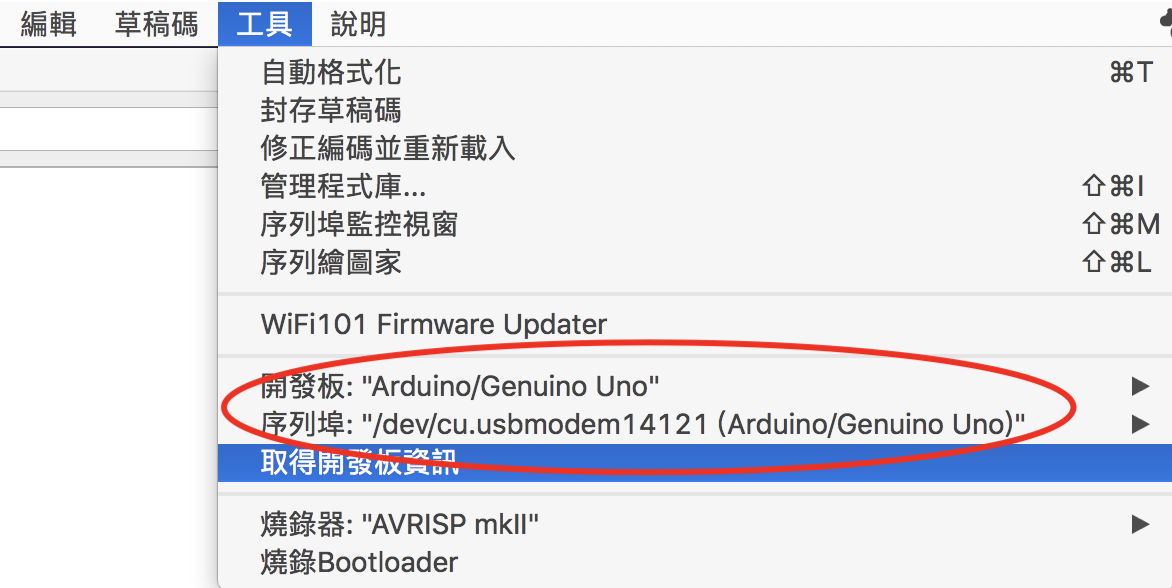 編輯 草稿碼 工具 說明
自動格式化 ⌘T
封存草稿碼
修正編碼並重新載入
管理程式庫... ⇧⌘I
序列埠監控視窗 ⇧⌘M
序列繪圖家 ⇧⌘L
WiFi101 Firmware Updater
開發板: "Arduino/Genuino Uno" ▶
序列埠: "/dev/cu.usbmodem14121 (Arduino/Genuino Uno)" ▶
取得開發板資訊
燒錄器: "AVRISP mkII" ▶
燒錄Bootloader